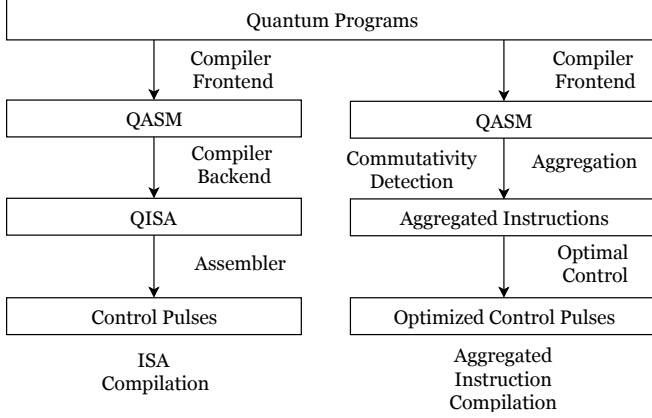 Quantum Programs
Compiler
Frontend
Compiler
Frontend
QASM
QASM
Compiler
Backend
Commutativity
Detection
Aggregation
QISA
Aggregated Instructions
Assembler
Optimal
Control
Control Pulses
Optimized Control Pulses
ISA
Compilation
Aggregated
Instruction
Compilation